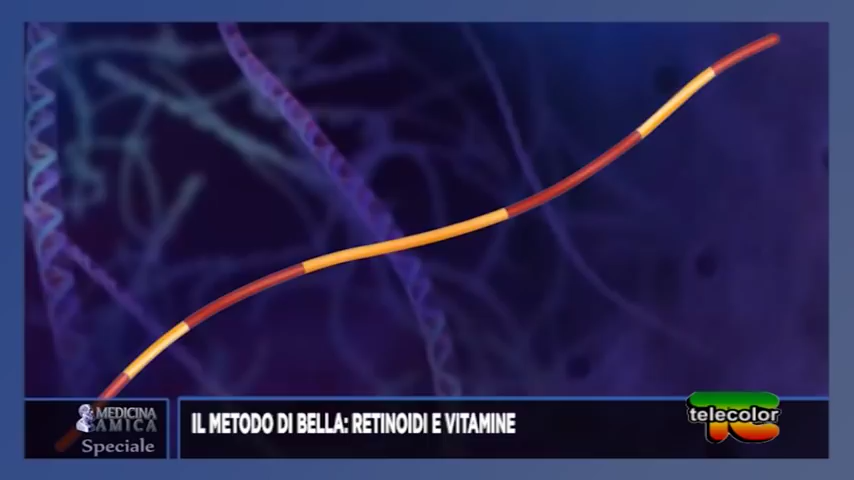 MEDICINA
AMICA
Speciale
IL METODO DI BELLA: RETINOIDI E VITAMINE
telecolor